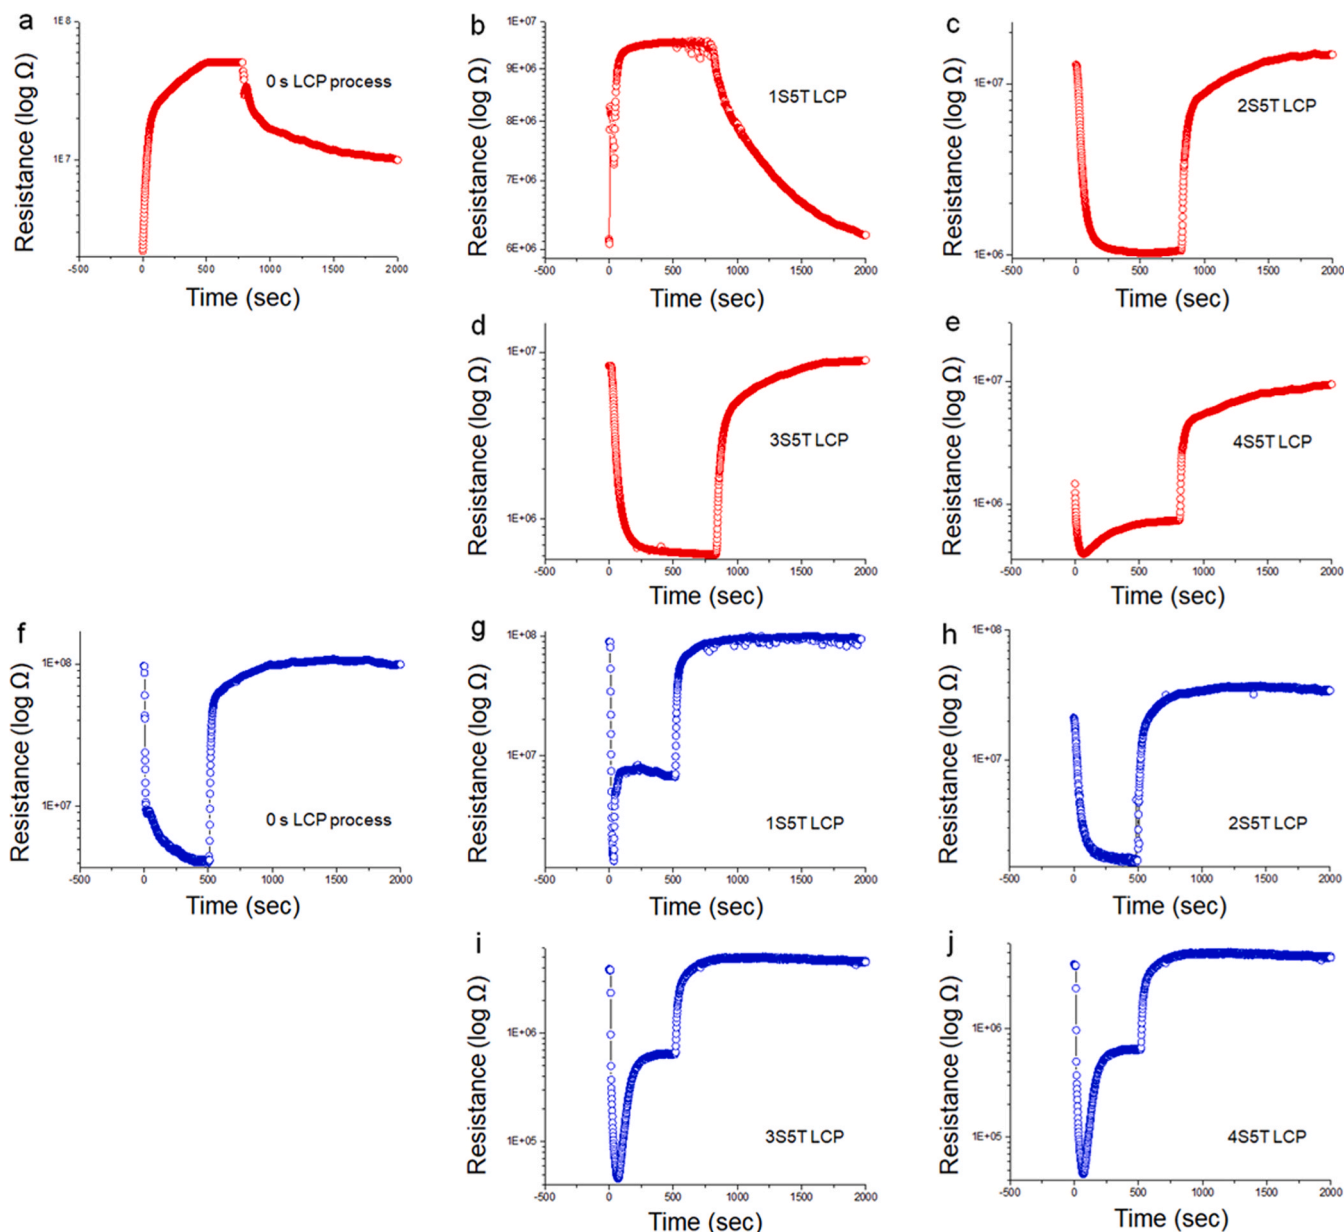 a
1E8
1E7
Resistance (log Ω)
0 s LCP process
-500 0 500 1000 1500 2000
Time (sec)
b
1E+07
9E+06
8E+06
7E+06
6E+06
Resistance (log Ω)
1S5T LCP
-500 0 500 1000 1500 2000
Time (sec)
c
1E+07
1E+06
Resistance (log Ω)
2S5T LCP
-500 0 500 1000 1500 2000
Time (sec)
d
1E+07
1E+06
Resistance (log Ω)
3S5T LCP
-500 0 500 1000 1500 2000
Time (sec)
e
1E+07
1E+06
Resistance (log Ω)
4S5T LCP
-500 0 500 1000 1500 2000
Time (sec)
f
1E+08
1E+07
Resistance (log Ω)
0 s LCP process
-500 0 500 1000 1500 2000
Time (sec)
g
1E+08
1E+07
Resistance (log Ω)
1S5T LCP
-500 0 500 1000 1500 2000
Time (sec)
h
1E+08
1E+07
Resistance (log Ω)
2S5T LCP
-500 0 500 1000 1500 2000
Time (sec)
i
1E+06
1E+05
Resistance (log Ω)
3S5T LCP
-500 0 500 1000 1500 2000
Time (sec)
j
1E+06
1E+05
Resistance (log Ω)
4S5T LCP
-500 0 500 1000 1500 2000
Time (sec)